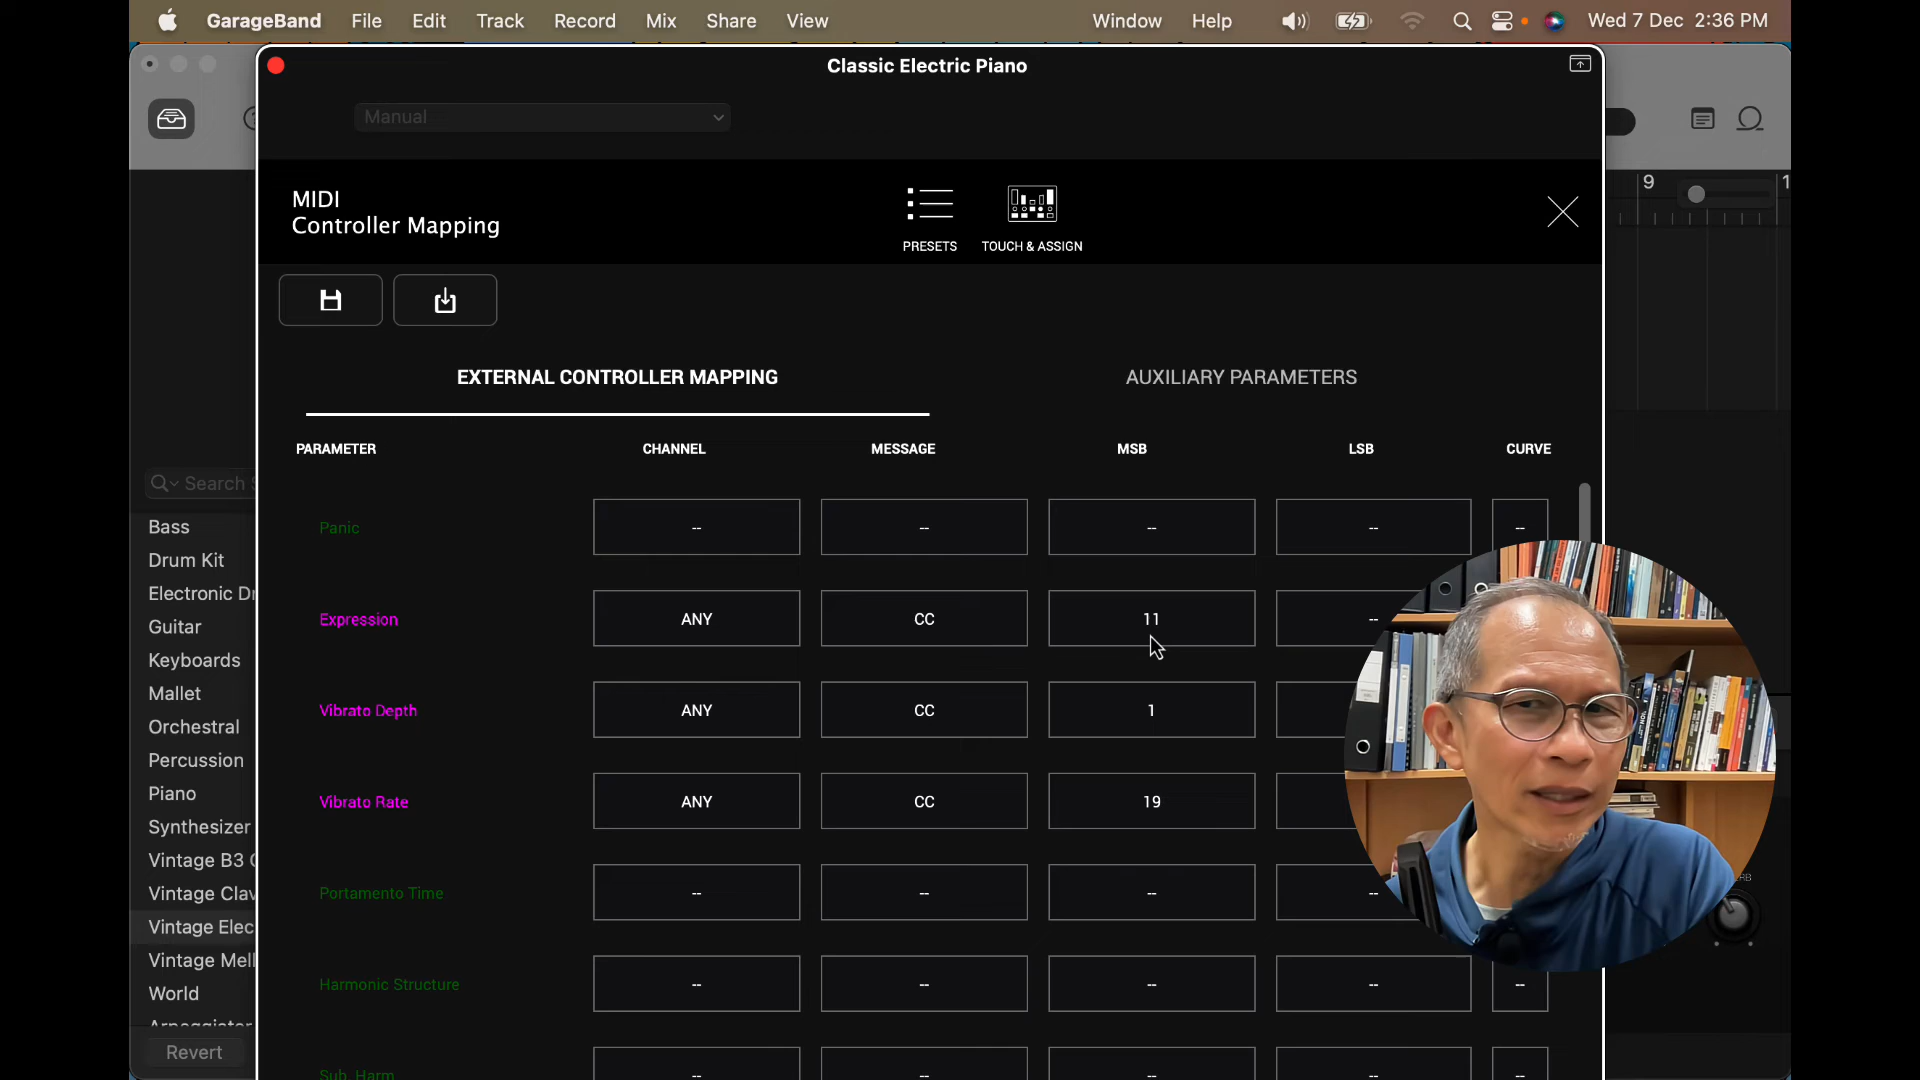 GarageBand File Edit Track Record Mix Share View Window Help Wed 7 Dec 2:36 PM
Classic Electric Piano
Manual
MIDI
Controller Mapping
PRESETS
TOUCH & ASSIGN
9
EXTERNAL CONTROLLER MAPPING
AUXILIARY PARAMETERS
PARAMETER CHANNEL MESSAGE MSB LSB CURVE
Panic -- -- -- -- --
Expression ANY CC 11 --
Vibrato Depth ANY CC 1
Vibrato Rate ANY CC 19
Portamento Time -- -- -- --
Harmonic Structure -- -- -- -- --
Sub. Harm -- -- -- -- --
Search
Bass
Drum Kit
Electronic
Guitar
Keyboards
Mallet
Orchestral
Percussion
Piano
Synthesizer
Vintage B3
Vintage
Vintage
Vintage
World
Arpeggiator
Revert